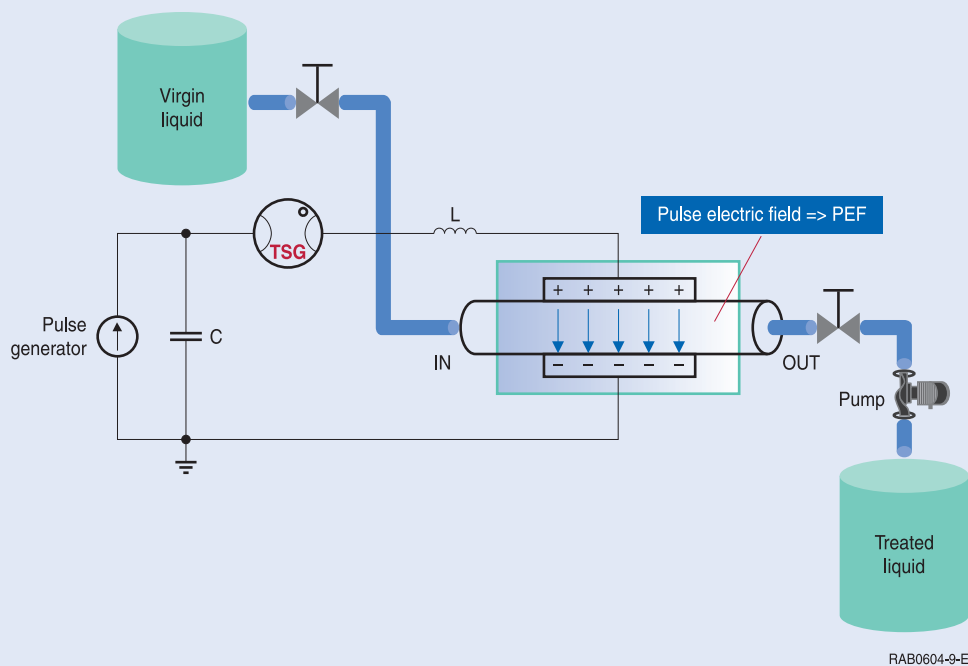 Virgin
liquid
TSG
L
Pulse electric field => PEF
Pulse
generator
C
+ + + + +
IN
– – – – –
OUT
Pump
Treated
liquid
RAB0604-9-E